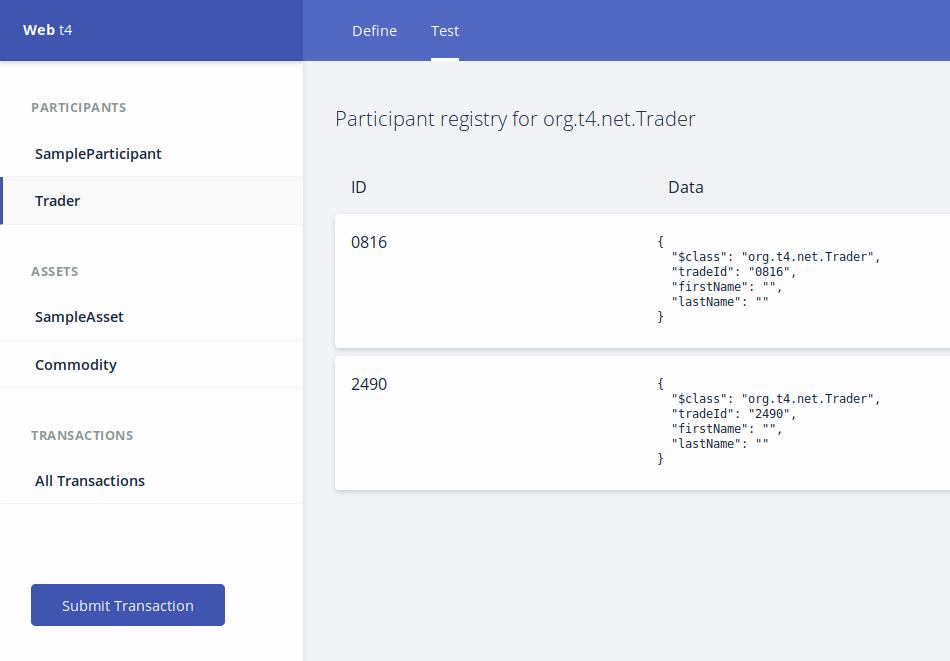 Web t4
Define
Test
PARTICIPANTS
SampleParticipant
Trader
ASSETS
SampleAsset
Commodity
TRANSACTIONS
All Transactions
Submit Transaction
Participant registry for org.t4.net.Trader
ID Data
0816
{
"$class": "org.t4.net.Trader",
"tradeId": "0816",
"firstName": "",
"lastName": ""
}
2490
{
"$class": "org.t4.net.Trader",
"tradeId": "2490",
"firstName": "",
"lastName": ""
}